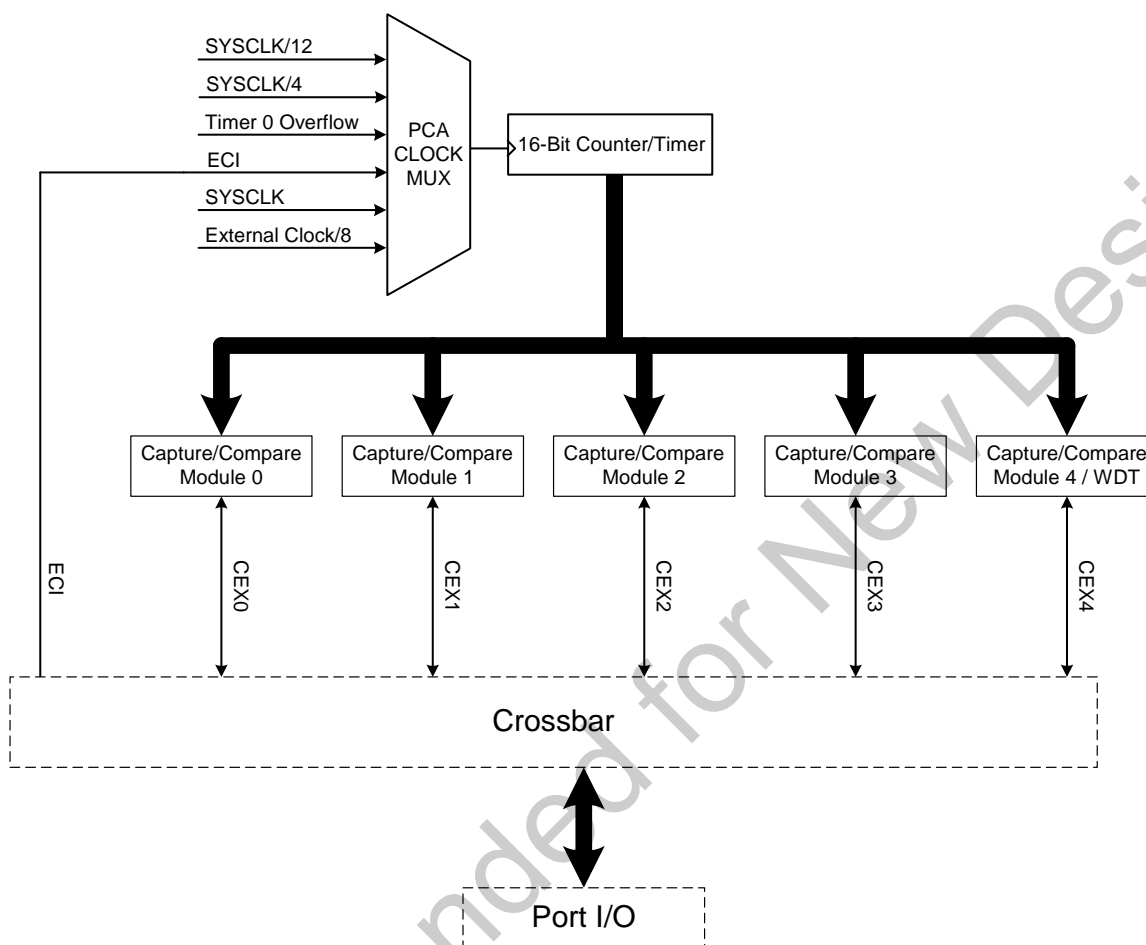 SYSCLK/12
SYSCLK/4
Timer 0 Overflow
ECI
SYSCLK
External Clock/8
PCA
CLOCK
MUX
16-Bit Counter/Timer
Capture/Compare
Module 0
Capture/Compare
Module 1
Capture/Compare
Module 2
Capture/Compare
Module 3
Capture/Compare
Module 4 / WDT
ECI
CEX0
CEX1
CEX2
CEX3
CEX4
Crossbar
Port I/O
for New